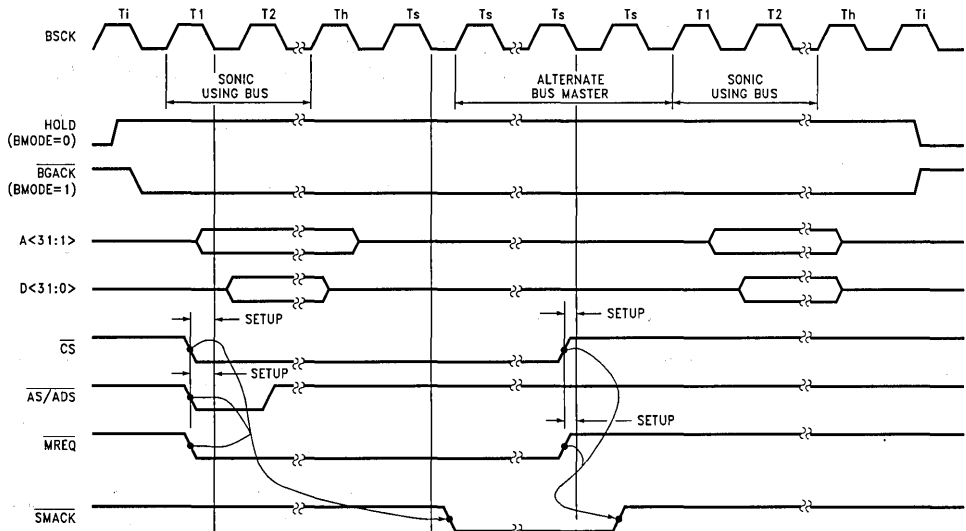 Ti T1 T2 Th Ts Ts Ts Ts T1 T2 Th Ti
BSCK
SONIC
USING BUS
ALTERNATE
BUS MASTER
SONIC
USING BUS
HOLD
(BMODE=0)
BGACK
(BMODE=1)
A<31:1>
D<31:0>
SETUP
SETUP
CS
SETUP
AS/ADS
SETUP
MREQ
SMACK